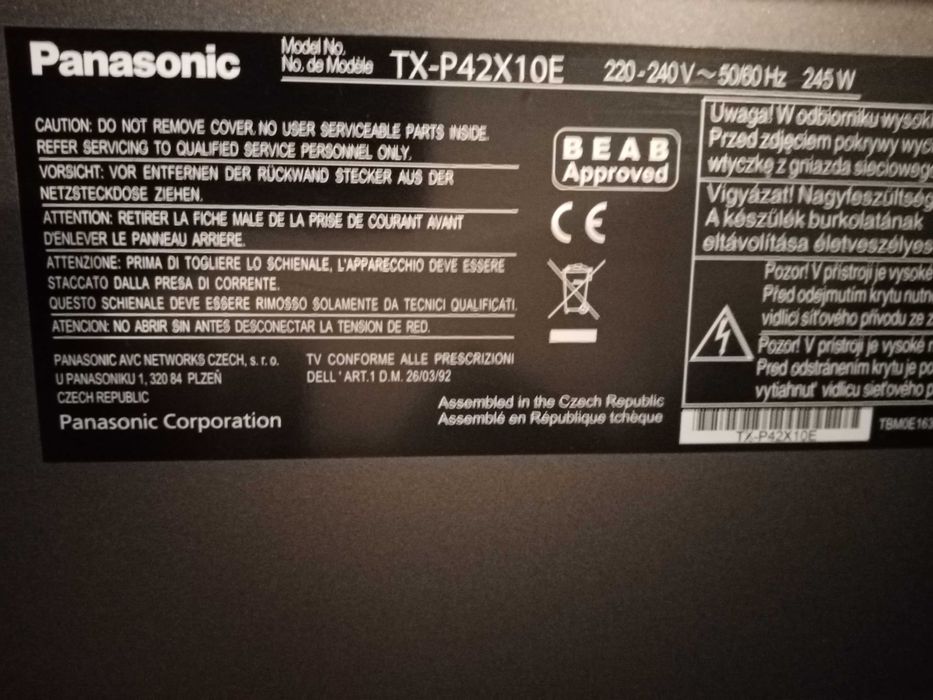 Panasonic
Model No.
No. de Modèle
TX-P42X10E
220-240V~50/60Hz 245W
CAUTION: DO NOT REMOVE COVER. NO USER SERVICEABLE PARTS INSIDE.
REFER SERVICING TO QUALIFIED SERVICE PERSONNEL ONLY.
VORSICHT: VOR ENTFERNEN DER RÜCKWAND STECKER AUS DER
NETZSTECKDOSE ZIEHEN.
ATTENTION: RETIRER LA FICHE MALE DE LA PRISE DE COURANT AVANT
D'ENLEVER LE PANNEAU ARRIERE.
ATTENZIONE: PRIMA DI TOGLIERE LO SCHIENALE, L'APPARECCHIO DEVE ESSERE
STACCATO DALLA PRESA DI CORRENTE.
QUESTO SCHIENALE DEVE ESSERE RIMOSSO SOLAMENTE DA TECNICI QUALIFICATI.
ATENCION: NO ABRIR SIN ANTES DESCONECTAR LA TENSION DE RED.
PANASONIC AVC NETWORKS CZECH, s. r. o.
U PANASONIKU 1, 320 84 PLZEŇ
CZECH REPUBLIC
Panasonic Corporation
TV CONFORME ALLE PRESCRIZIONI
DELL' ART.1 D.M. 26/03/92
Assembled in the Czech Republic
Assemblé en République tchèque
BEAB
Approved
CE
Uwaga! W odbiorniku wysoki
Przed zdjęciem pokrywy wyc
wtyczkę z gniazda sieciowego
Vigyázat! Nagyfeszültség
A készülék burkolatának
eltávolítása életveszélyes
Pozor! V přístroji je vysoké
Před odejmutím krytu nutno
vidlici síťového přívodu ze z
Pozor! V prístroji je vysoké n
Pred odstránením krytu je po
vytiahnuť vidlicu sieťového p
TX-P42X10E
TBM0E163